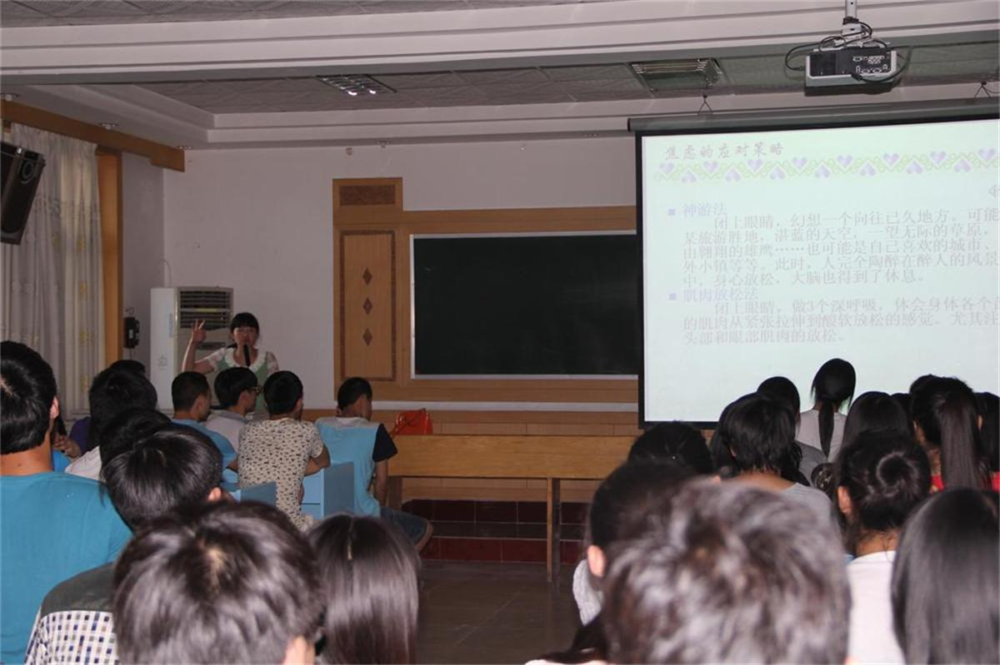 焦虑的应对策略
神游法
闭上眼睛，幻想一个向往已久地方。可能
某旅游胜地，湛蓝的天空，一望无际的草原，
由翱翔的雄鹰……也可能是自己喜欢的城市、
外小镇等等。此时，人完全陶醉在醉人的风景
中，身心放松，大脑也得到了休息。
肌肉放松法
闭上眼睛，做3个深呼吸，体会身体各个
的肌肉从紧张拉伸到酸软放松的感觉。尤其注
头部和眼部肌肉的放松。